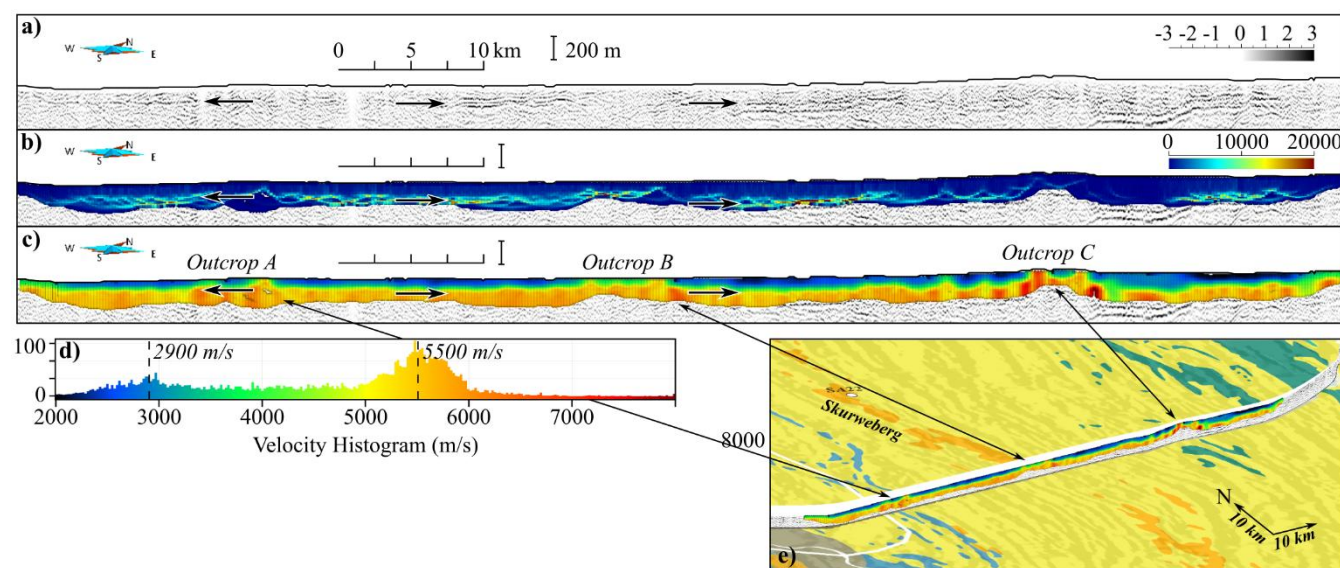 a)
W N S E
0 5 10 km
200 m
-3 -2 -1 0 1 2 3
b)
0 10000 20000
c)
W N S E
Outcrop A
Outcrop B
Outcrop C
d)
100
0
2900 m/s
5500 m/s
2000 3000 4000 5000 6000 7000 8000
Velocity Histogram (m/s)
Skurweberg
N
10 km
10 km
e)